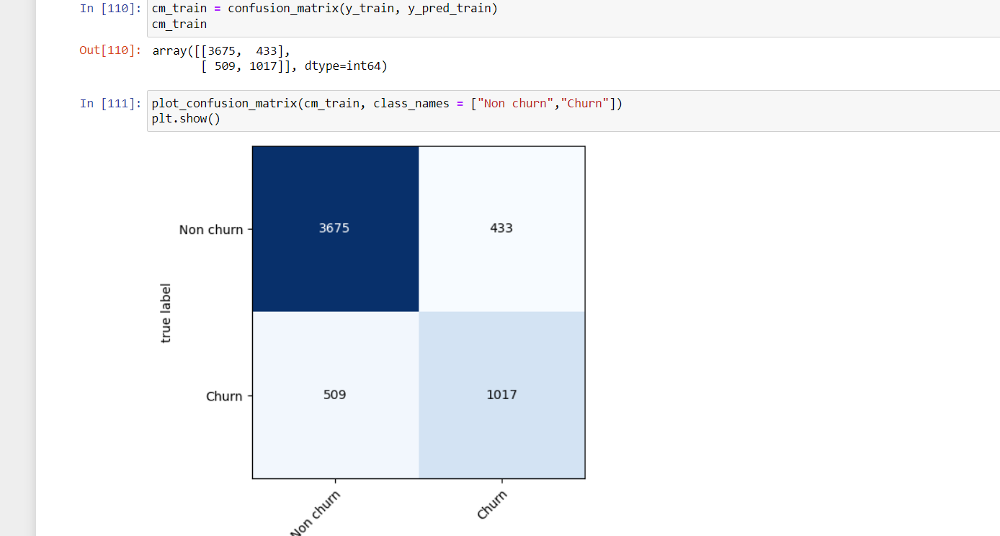 In [110]: cm_train = confusion_matrix(y_train, y_pred_train)
cm_train
Out[110]: array([[3675,  433],
[ 509, 1017]], dtype=int64)
In [111]: plot_confusion_matrix(cm_train, class_names = ["Non churn","Churn"])
plt.show()
Non churn
3675
433
true label
Churn
509
1017
Non churn
Churn